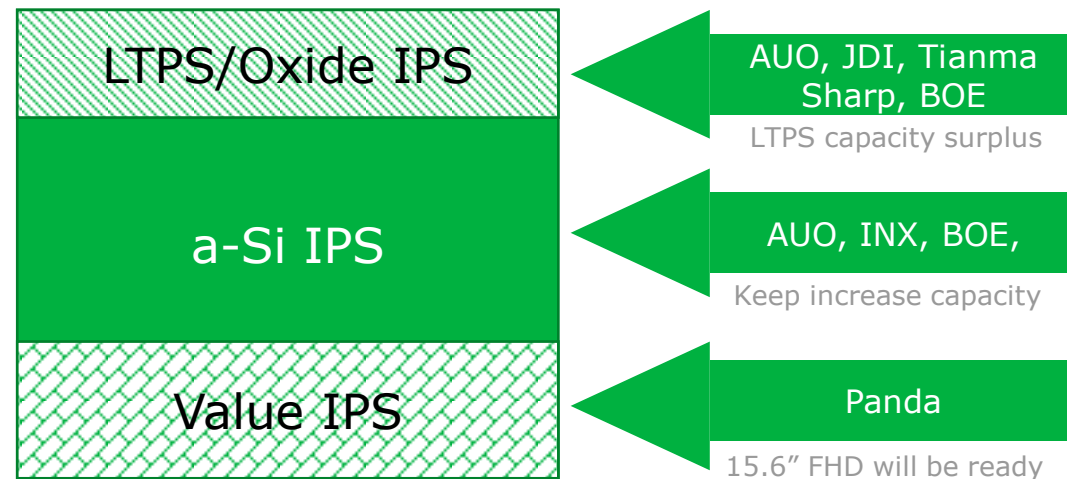 LTPS/Oxide IPS
AUO, JDI, Tianma
Sharp, BOE
LTPS capacity surplus
a-Si IPS
AUO, INX, BOE,
Keep increase capacity
Value IPS
Panda
15.6” FHD will be ready